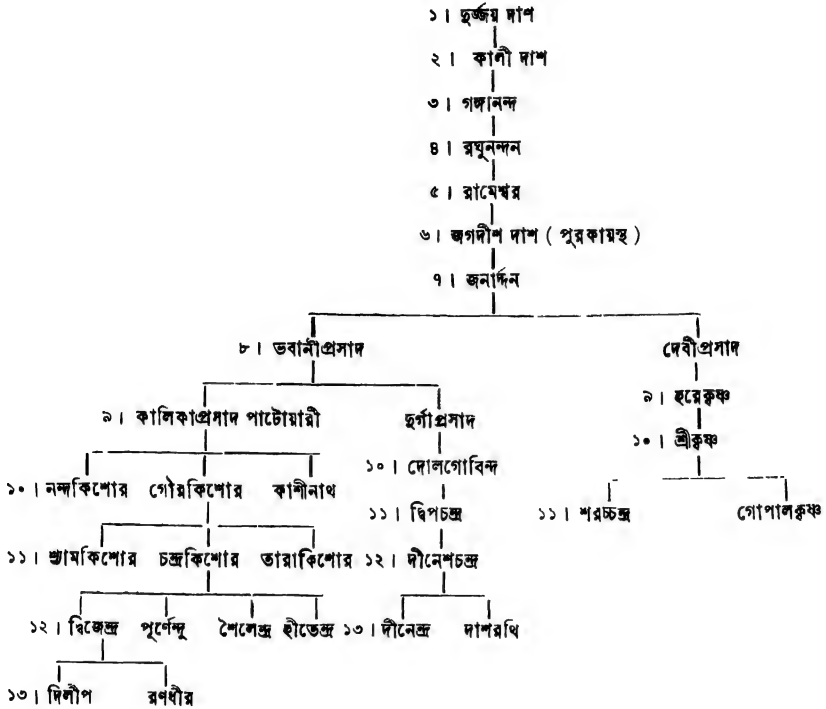 ১। দুর্জ্জয় দাশ
২। কালী দাশ
৩। গঙ্গানন্দ
৪। রঘুনন্দন
৫। রামেশ্বর
৬। জগদীশ দাশ ( পুরকায়স্থ )
৭। জনার্দ্দন
৮। ভবানীপ্রসাদ দেবীপ্রসাদ
৯। হরেকৃষ্ণ
৯। কালিকাপ্রসাদ পাটোয়ারী দুর্গাপ্রসাদ
১০। শ্রীকৃষ্ণ
১০। দোলগোবিন্দ
১০। নন্দকিশোর গৌরকিশোর কাশীনাথ
১১। দ্বিপচন্দ্র ১১। শরচ্চন্দ্র গোপালকৃষ্ণ
১১। শ্যামকিশোর চন্দ্রকিশোর তারাকিশোর ১২। দীনেশচন্দ্র
১২। দ্বিজেন্দ্র পূর্ণেন্দু শৈলেন্দ্র হীতেন্দ্র ১৩। দীনেন্দ্র দাশরথি
১৩। দিলীপ রণধীর